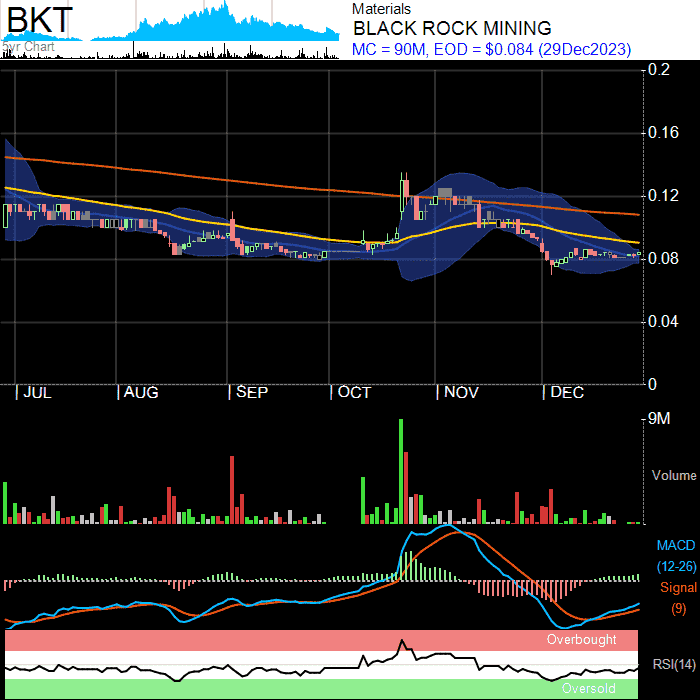 BKT
5yr Chart
Materials
BLACK ROCK MINING
MC = 90M, EOD = $0.084 (29Dec2023)
0.2
0.16
0.12
0.08
0.04
0
JUL AUG SEP OCT NOV DEC
9M
Volume
MACD
(12-26)
Signal
(9)
Overbought
RSI(14)
Oversold